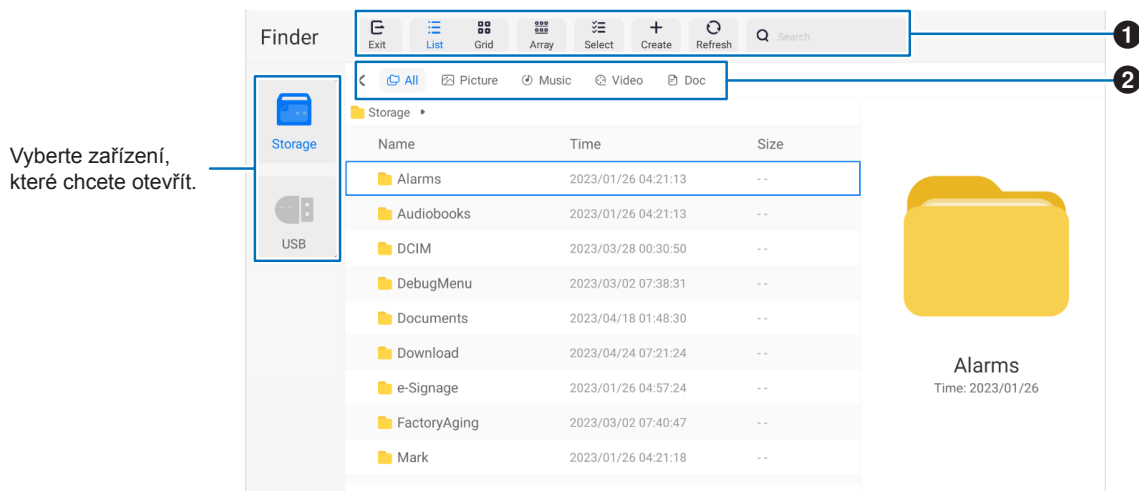 Finder
Exit List Grid Array Select Create Refresh Search
1
All Picture Music Video Doc
2
Storage
USB
Vyberte zařízení,
které chcete otevřít.
Storage
Name Time Size
Alarms 2023/01/26 04:21:13 - -
Audiobooks 2023/01/26 04:21:13 - -
DCIM 2023/03/28 00:30:50 - -
DebugMenu 2023/03/02 07:38:31 - -
Documents 2023/04/18 01:48:30 - -
Download 2023/04/24 07:21:24 - -
e-Signage 2023/01/26 04:57:24 - -
FactoryAging 2023/03/02 07:40:47 - -
Mark 2023/01/26 04:21:18 - -
Alarms
Time: 2023/01/26